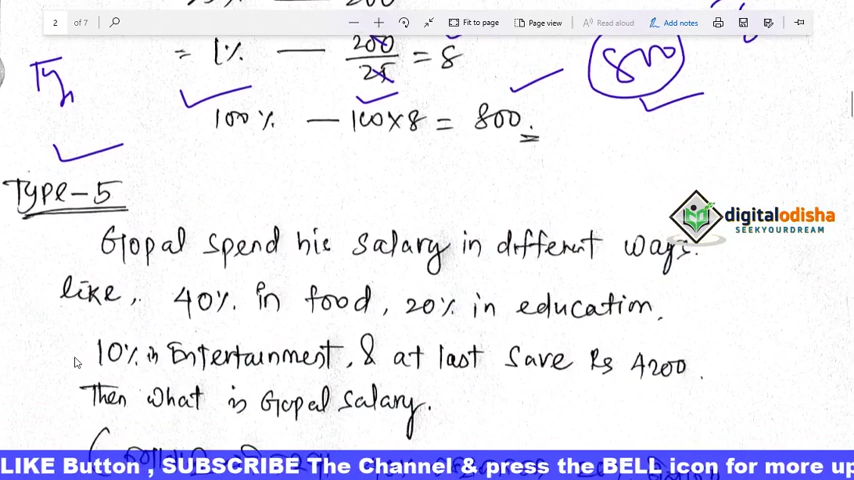 2 of 7 Fit to page Page view Read aloud Add notes
= 1% — 200/25 = 8
800
100% — 100×8 = 800.
Type-5
digitalodisha
SEEKYOURDREAM
Gopal spend his salary in different ways.
like, 40% in food, 20% in education,
10% in Entertainment, & at last save Rs 4200.
Then what is Gopal salary.
LIKE Button , SUBSCRIBE The Channel & press the BELL icon for more up